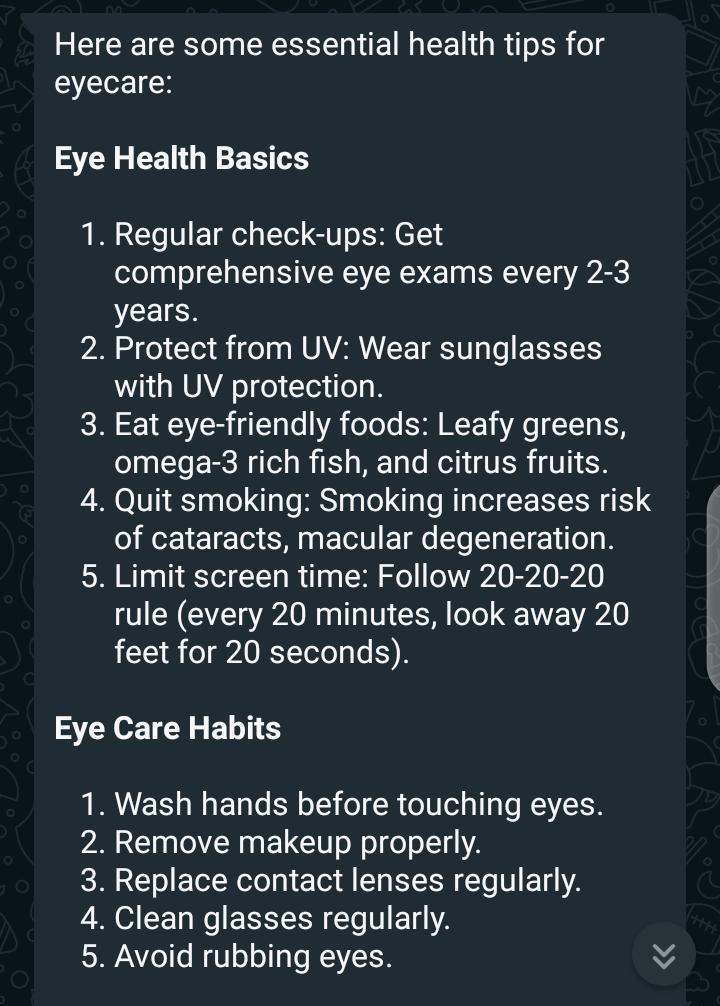 Here are some essential health tips for
eyecare:
Eye Health Basics
1. Regular check-ups: Get
comprehensive eye exams every 2-3
years.
2. Protect from UV: Wear sunglasses
with UV protection.
3. Eat eye-friendly foods: Leafy greens,
omega-3 rich fish, and citrus fruits.
4. Quit smoking: Smoking increases risk
of cataracts, macular degeneration.
5. Limit screen time: Follow 20-20-20
rule (every 20 minutes, look away 20
feet for 20 seconds).
Eye Care Habits
1. Wash hands before touching eyes.
2. Remove makeup properly.
3. Replace contact lenses regularly.
4. Clean glasses regularly.
5. Avoid rubbing eyes.